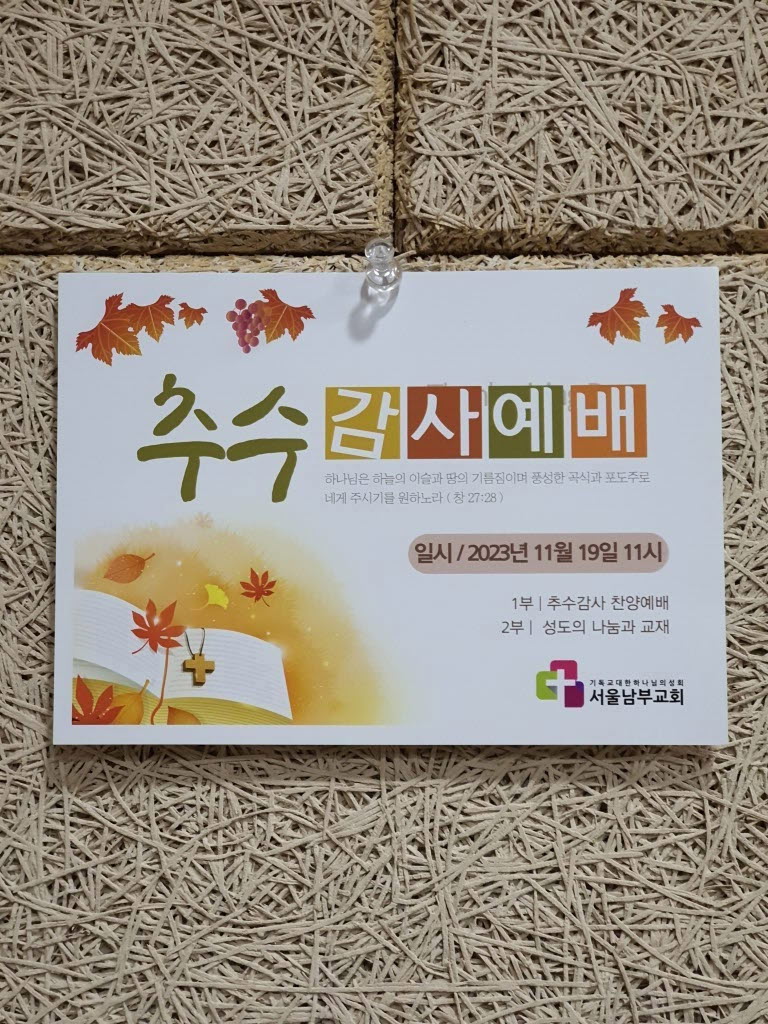 추수감사예배
하나님은 하늘의 이슬과 땅의 기름짐이며 풍성한 곡식과 포도주로
네게 주시기를 원하노라 ( 창 27:28 )
일시 / 2023년 11월 19일 11시
1부 | 추수감사 찬양예배
2부 | 성도의 나눔과 교재
기독교대한하나님의성회
서울남부교회